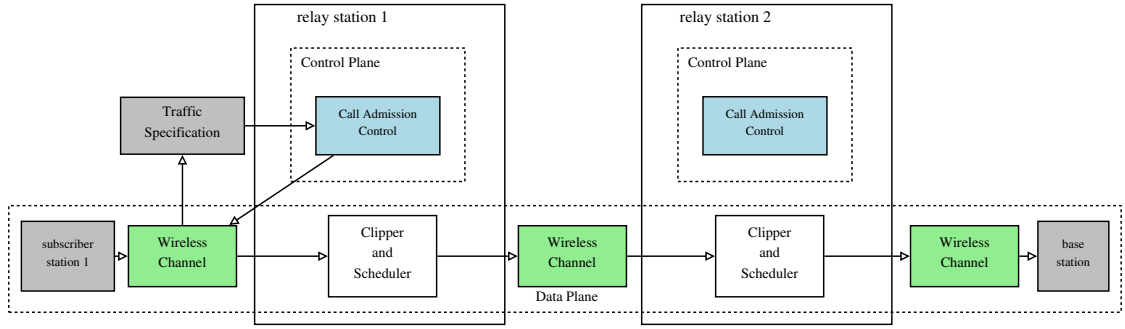 relay station 1
relay station 2
Control Plane
Control Plane
Traffic
Specification
Call Admission
Control
Call Admission
Control
subscriber
station 1
Wireless
Channel
Clipper
and
Scheduler
Wireless
Channel
Clipper
and
Scheduler
Wireless
Channel
base
station
Data Plane